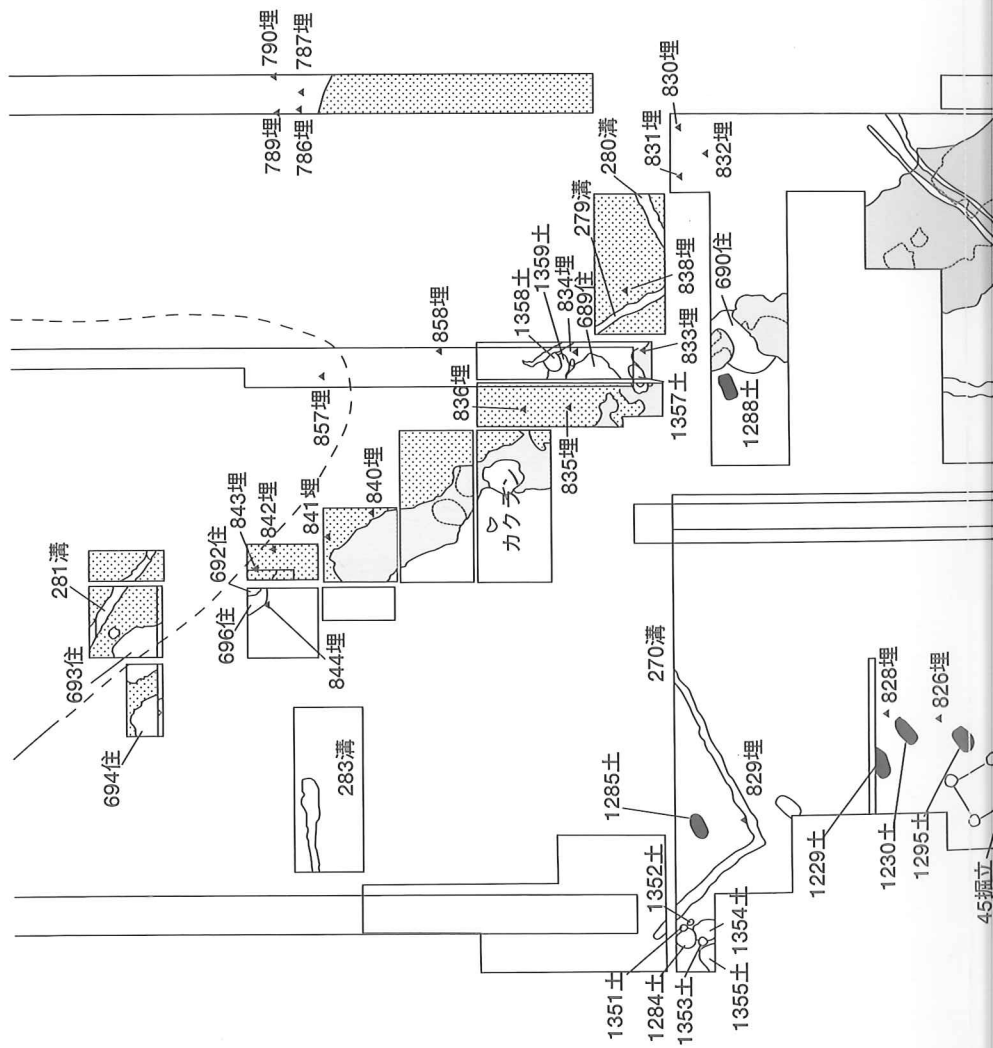 790埋
787埋
789埋
786埋
830埋
831埋
832埋
280溝
279溝
1359土
1358土
834埋
689住
838埋
833埋
690住
858埋
857埋
836埋
835埋
1357土
1288土
843埋
842埋
841埋
840埋
カクラン
692住
696住
844埋
281溝
693住
694住
283溝
270溝
1285土
829埋
828埋
826埋
1229土
1230土
1295土
45掘立
1352土
1351土
1284土
1353土
1354土
1355土